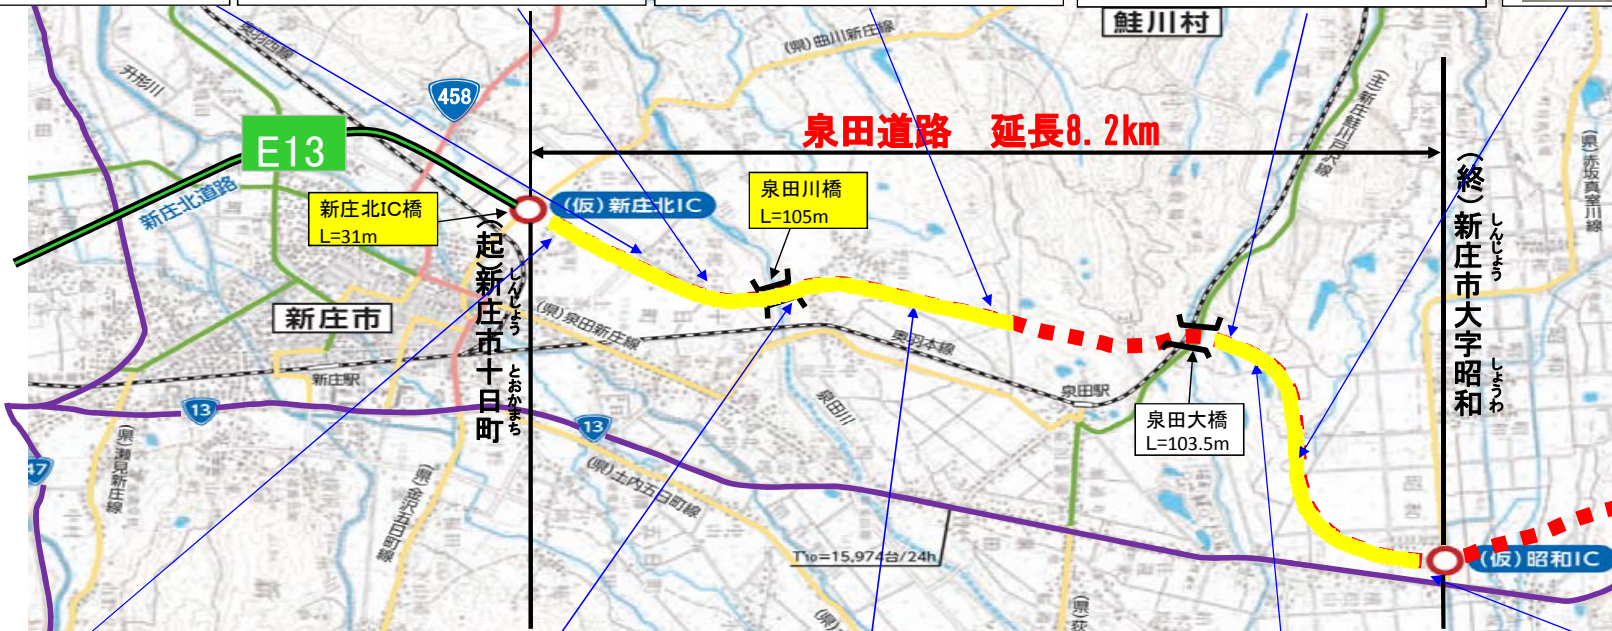 鮭川村
(県)曲川新庄線
奥羽西線
升形川
458
(主)新庄鮭川戸沢線
泉田道路 延長8.2km
E13
新庄北道路
新庄北IC橋
L=31m
(仮)新庄北IC
泉田川橋
L=105m
(県)赤坂真室川線
(起)新庄市十日町
しんじょう
とおかまち
(終)新庄市大字昭和
しんじょう
しょうわ
新庄市
(県)泉田新庄線
奥羽本線
新庄駅
泉田駅
泉田川
13
13
47
泉田大橋
L=103.5m
(県)瀬見新庄線
(県)金沢五日町線
(県)土内五日町線
T'10=15,974台/24h
(仮)昭和IC
(県)
(県)萩